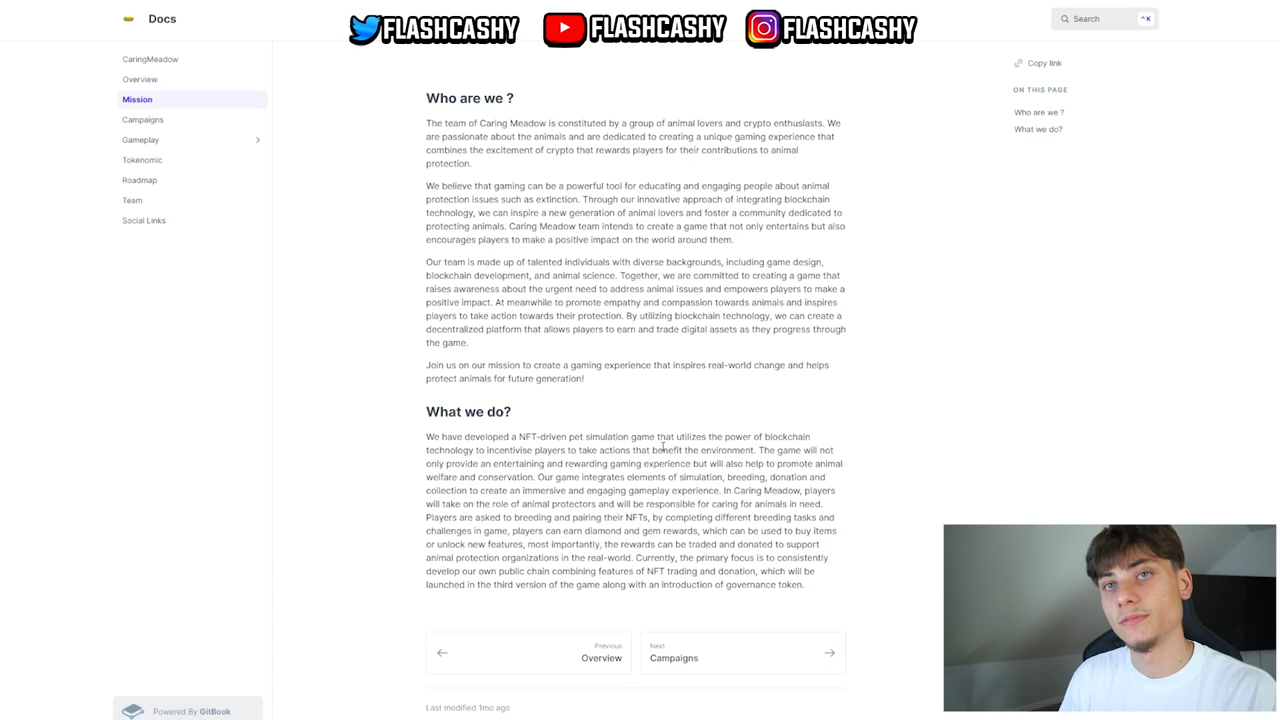 Docs
FLASHCASHY
FLASHCASHY
FLASHCASHY
Search
^K
CaringMeadow
Overview
Mission
Campaigns
Gameplay
Tokenomic
Roadmap
Team
Social Links
Copy link
ON THIS PAGE
Who are we ?
What we do?
Who are we ?
The team of Caring Meadow is constituted by a group of animal lovers and crypto enthusiasts. We
are passionate about the animals and are dedicated to creating a unique gaming experience that
combines the excitement of crypto that rewards players for their contributions to animal
protection.
We believe that gaming can be a powerful tool for educating and engaging people about animal
protection issues such as extinction. Through our innovative approach of integrating blockchain
technology, we can inspire a new generation of animal lovers and foster a community dedicated to
protecting animals. Caring Meadow team intends to create a game that not only entertains but also
encourages players to make a positive impact on the world around them.
Our team is made up of talented individuals with diverse backgrounds, including game design,
blockchain development, and animal science. Together, we are committed to creating a game that
raises awareness about the urgent need to address animal issues and empowers players to make a
positive impact. At meanwhile to promote empathy and compassion towards animals and inspires
players to take action towards their protection. By utilizing blockchain technology, we can create a
decentralized platform that allows players to earn and trade digital assets as they progress through
the game.
Join us on our mission to create a gaming experience that inspires real-world change and helps
protect animals for future generation!
What we do?
We have developed a NFT-driven pet simulation game that utilizes the power of blockchain
technology to incentivise players to take actions that benefit the environment. The game will not
only provide an entertaining and rewarding gaming experience but will also help to promote animal
welfare and conservation. Our game integrates elements of simulation, breeding, donation and
collection to create an immersive and engaging gameplay experience. In Caring Meadow, players
will take on the role of animal protectors and will be responsible for caring for animals in need.
Players are asked to breeding and pairing their NFTs, by completing different breeding tasks and
challenges in game, players can earn diamond and gem rewards, which can be used to buy items
or unlock new features, most importantly, the rewards can be traded and donated to support
animal protection organizations in the real-world. Currently, the primary focus is to consistently
develop our own public chain combining features of NFT trading and donation, which will be
launched in the third version of the game along with an introduction of governance token.
Previous
Overview
Next
Campaigns
Last modified 1mo ago
Powered By GitBook